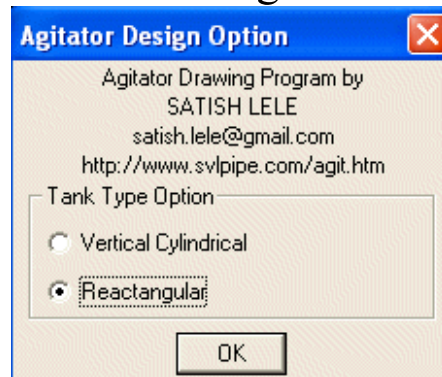 Agitator Design Option
Agitator Drawing Program by
SATISH LELE
satish.lele@gmail.com
http://www.svlpipe.com/agit.htm
Tank Type Option
Vertical Cylindrical
Reactangular
OK